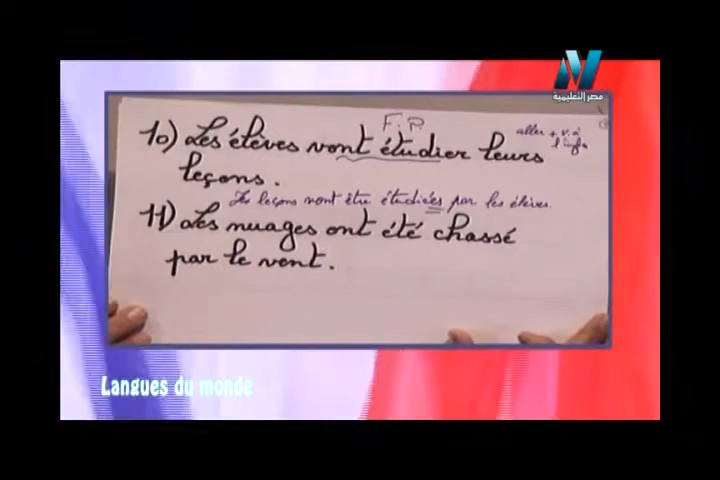 مصر التعليمية
F.P
aller + v. à
l'inf
10) Les élèves vont étudier leurs
leçons.
Les leçons vont être étudiées par les élèves.
11) Les nuages ont été chassé
par le vent.
Langues du monde